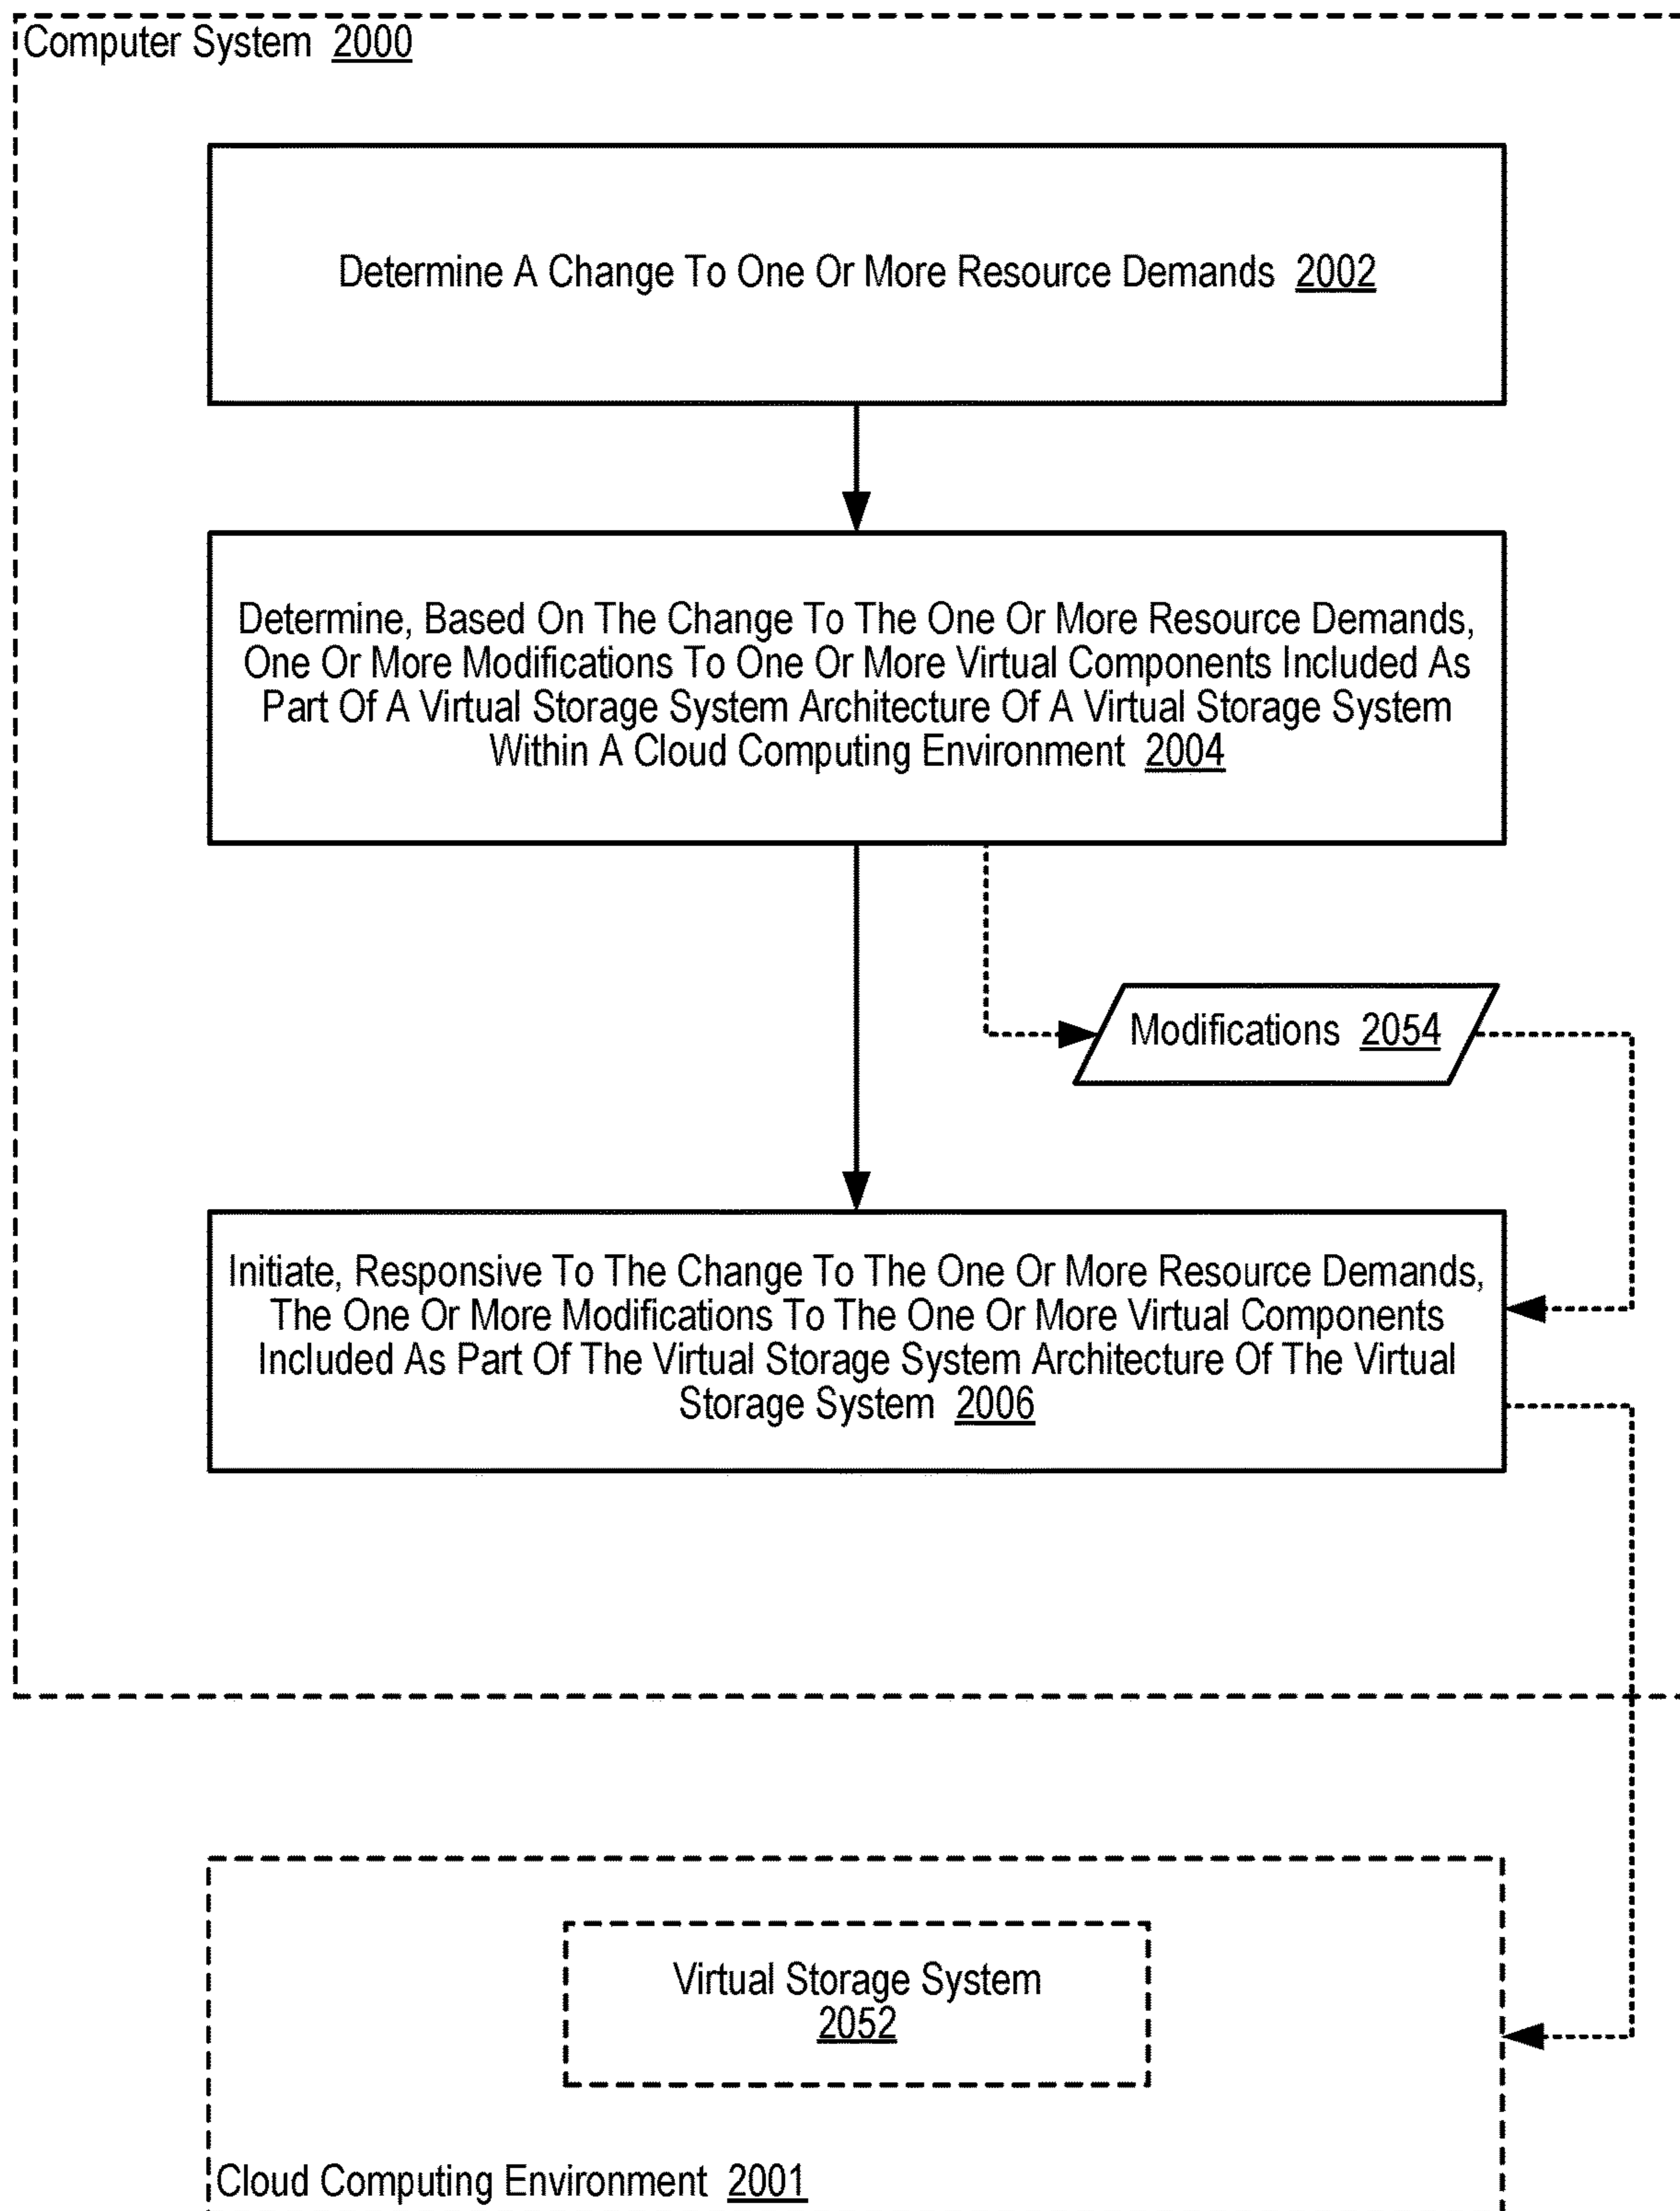 Computer System 2000
Determine A Change To One Or More Resource Demands 2002
Determine, Based On The Change To The One Or More Resource Demands,
One Or More Modifications To One Or More Virtual Components Included As
Part Of A Virtual Storage System Architecture Of A Virtual Storage System
Within A Cloud Computing Environment 2004
Modifications 2054
Initiate, Responsive To The Change To The One Or More Resource Demands,
The One Or More Modifications To The One Or More Virtual Components
Included As Part Of The Virtual Storage System Architecture Of The Virtual
Storage System 2006
Virtual Storage System
2052
Cloud Computing Environment 2001